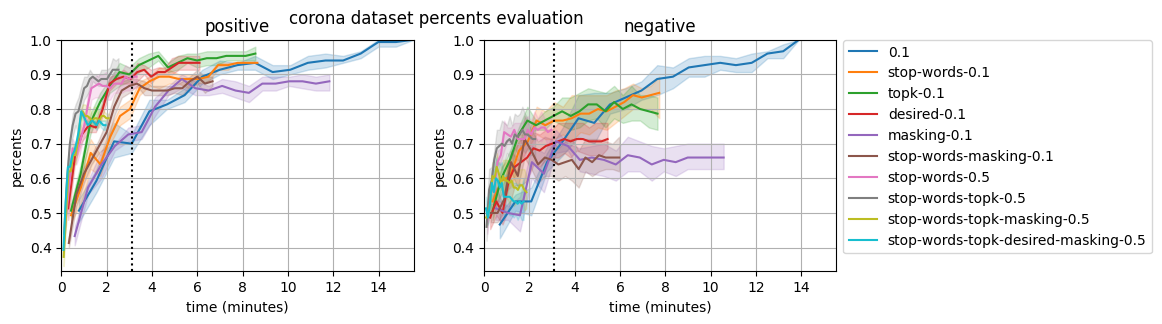 corona dataset percents evaluation
positive
negative
percents
1.0
0.9
0.8
0.7
0.6
0.5
0.4
0 2 4 6 8 10 12 14
time (minutes)
percents
1.0
0.9
0.8
0.7
0.6
0.5
0.4
0 2 4 6 8 10 12 14
time (minutes)
0.1
stop-words-0.1
topk-0.1
desired-0.1
masking-0.1
stop-words-masking-0.1
stop-words-0.5
stop-words-topk-0.5
stop-words-topk-masking-0.5
stop-words-topk-desired-masking-0.5